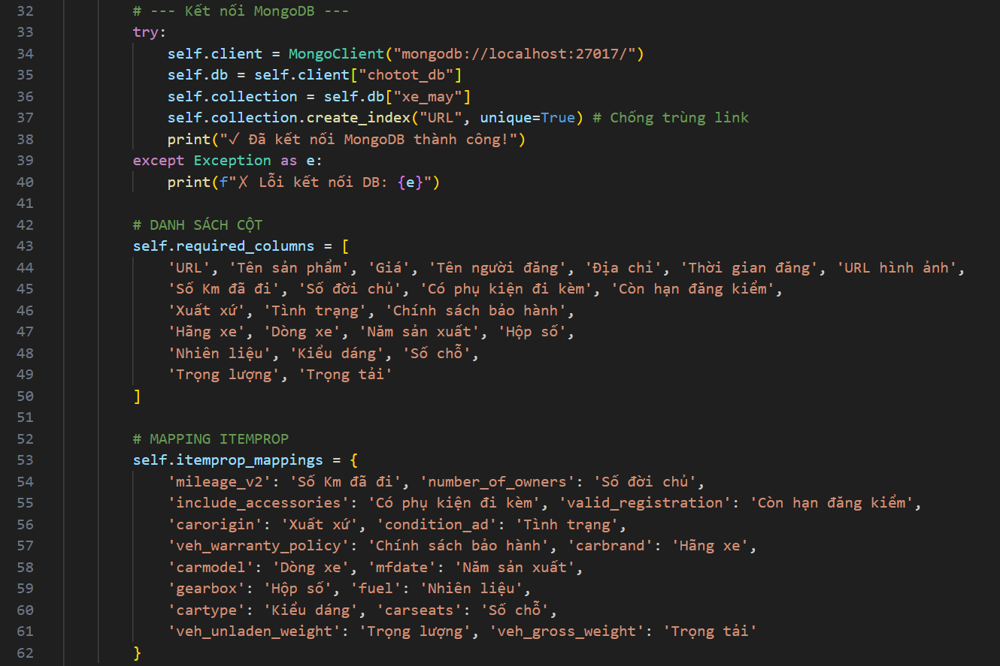 32 # --- Kết nối MongoDB ---
33 try:
34 self.client = MongoClient("mongodb://localhost:27017/")
35 self.db = self.client["chotot_db"]
36 self.collection = self.db["xe_may"]
37 self.collection.create_index("URL", unique=True) # Chống trùng link
38 print("√ Đã kết nối MongoDB thành công!")
39 except Exception as e:
40 print(f"╳ Lỗi kết nối DB: {e}")
41
42 # DANH SÁCH CỘT
43 self.required_columns = [
44 'URL', 'Tên sản phẩm', 'Giá', 'Tên người đăng', 'Địa chỉ', 'Thời gian đăng', 'URL hình ảnh',
45 'Số Km đã đi', 'Số đời chủ', 'Có phụ kiện đi kèm', 'Còn hạn đăng kiểm',
46 'Xuất xứ', 'Tình trạng', 'Chính sách bảo hành',
47 'Hãng xe', 'Dòng xe', 'Năm sản xuất', 'Hộp số',
48 'Nhiên liệu', 'Kiểu dáng', 'Số chỗ',
49 'Trọng lượng', 'Trọng tải'
50 ]
51
52 # MAPPING ITEMPROP
53 self.itemprop_mappings = {
54 'mileage_v2': 'Số Km đã đi', 'number_of_owners': 'Số đời chủ',
55 'include_accessories': 'Có phụ kiện đi kèm', 'valid_registration': 'Còn hạn đăng kiểm',
56 'carorigin': 'Xuất xứ', 'condition_ad': 'Tình trạng',
57 'veh_warranty_policy': 'Chính sách bảo hành', 'carbrand': 'Hãng xe',
58 'carmodel': 'Dòng xe', 'mfdate': 'Năm sản xuất',
59 'gearbox': 'Hộp số', 'fuel': 'Nhiên liệu',
60 'cartype': 'Kiểu dáng', 'carseats': 'Số chỗ',
61 'veh_unladen_weight': 'Trọng lượng', 'veh_gross_weight': 'Trọng tải'
62 }